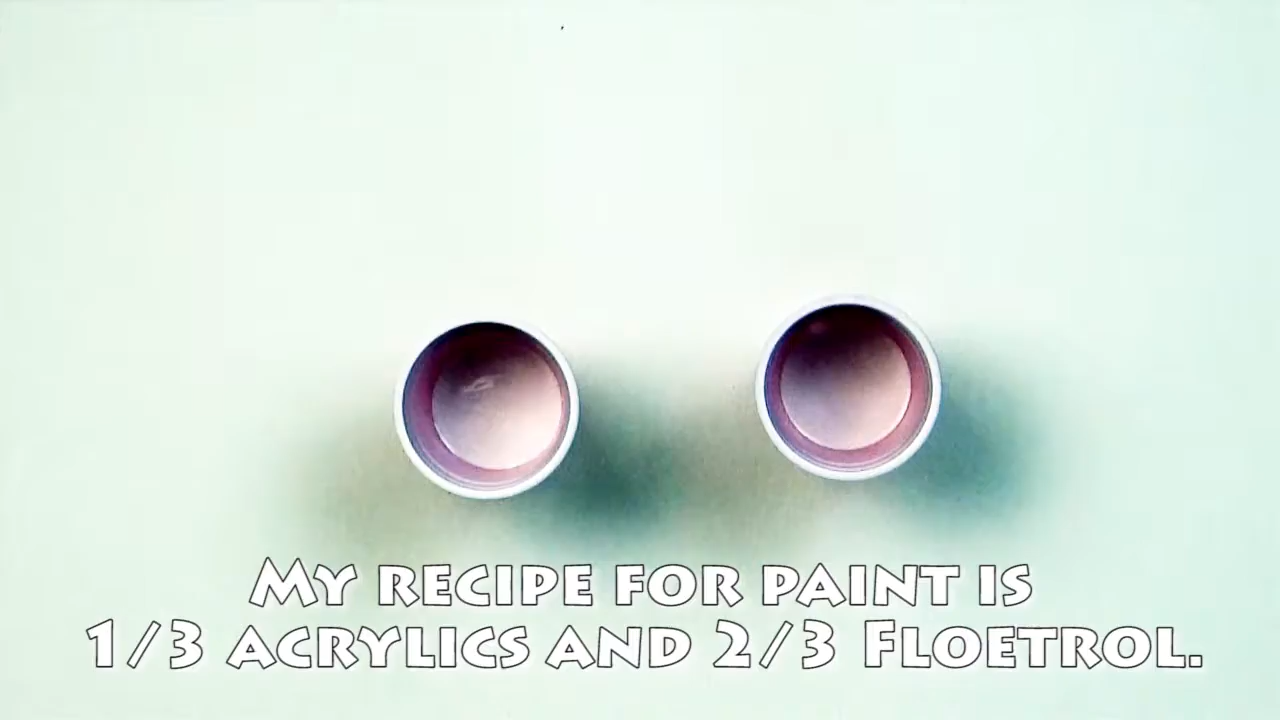 My recipe for paint is
1/3 acrylics and 2/3 Floetrol.